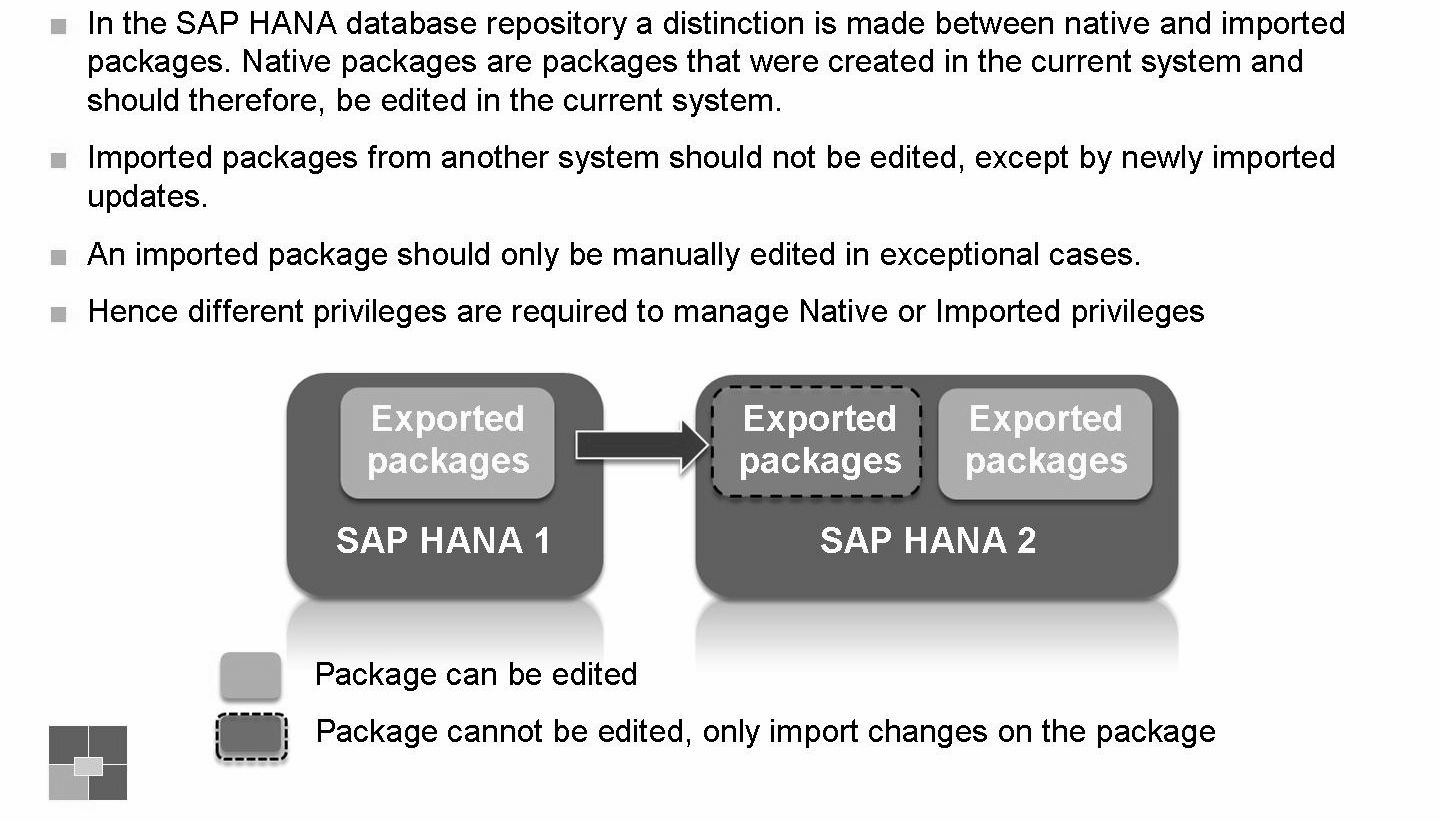 In the SAP HANA database repository a distinction is made between native and imported
packages. Native packages are packages that were created in the current system and
should therefore, be edited in the current system.
Imported packages from another system should not be edited, except by newly imported
updates.
An imported package should only be manually edited in exceptional cases.
Hence different privileges are required to manage Native or Imported privileges
Exported
packages
SAP HANA 1
Exported
packages
Exported
packages
SAP HANA 2
Package can be edited
Package cannot be edited, only import changes on the package